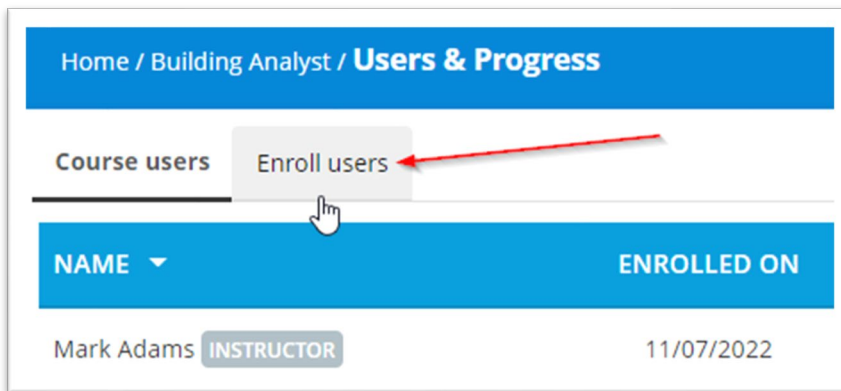 Home / Building Analyst / Users & Progress
Course users Enroll users
NAME ENROLLED ON
Mark Adams INSTRUCTOR 11/07/2022